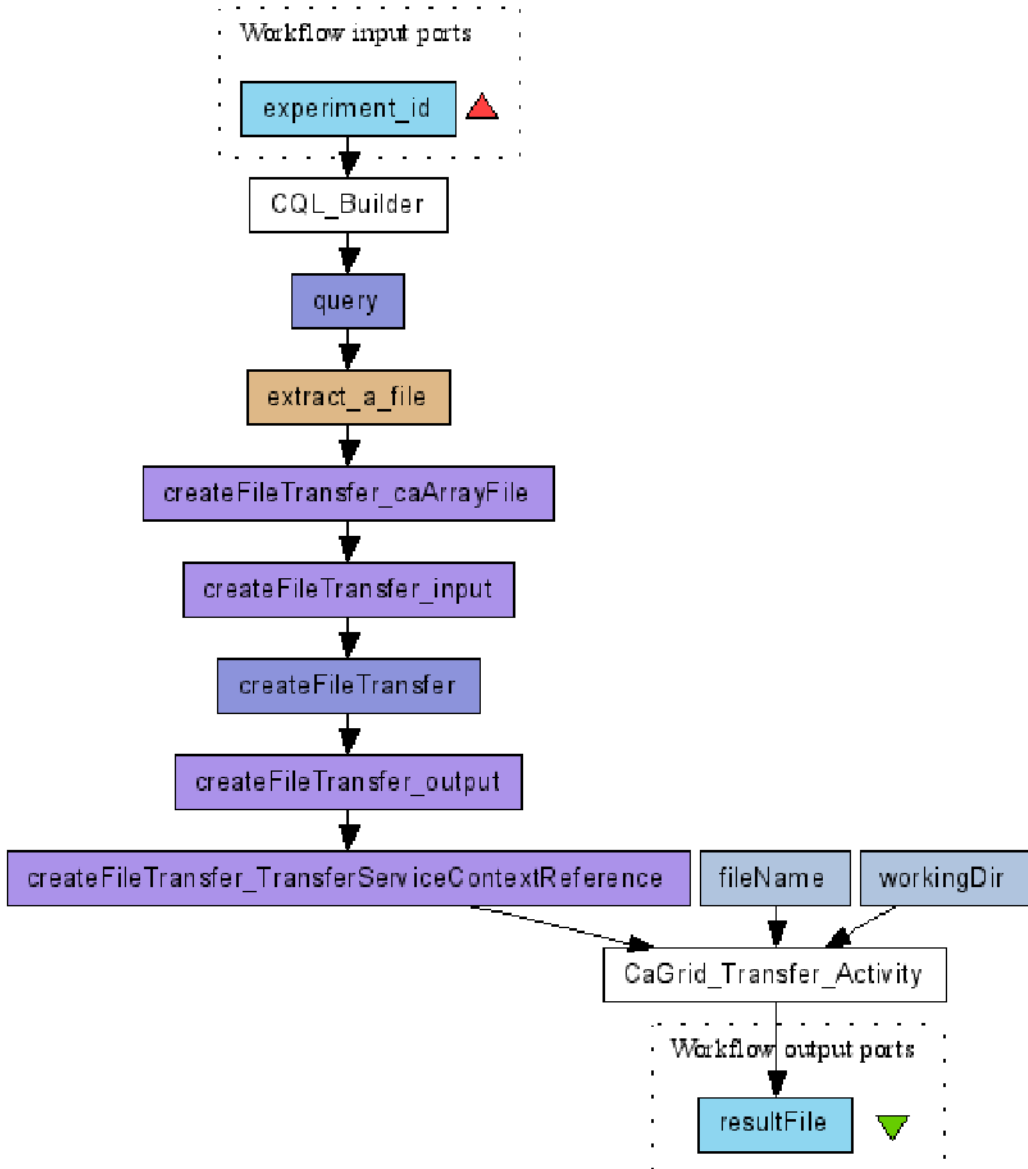 Workflow input ports
experiment_id
CQL_Builder
query
extract_a_file
createFileTransfer_caArrayFile
createFileTransfer_input
createFileTransfer
createFileTransfer_output
createFileTransfer_TransferServiceContextReference fileName workingDir
CaGrid_Transfer_Activity
Workflow output ports
resultFile